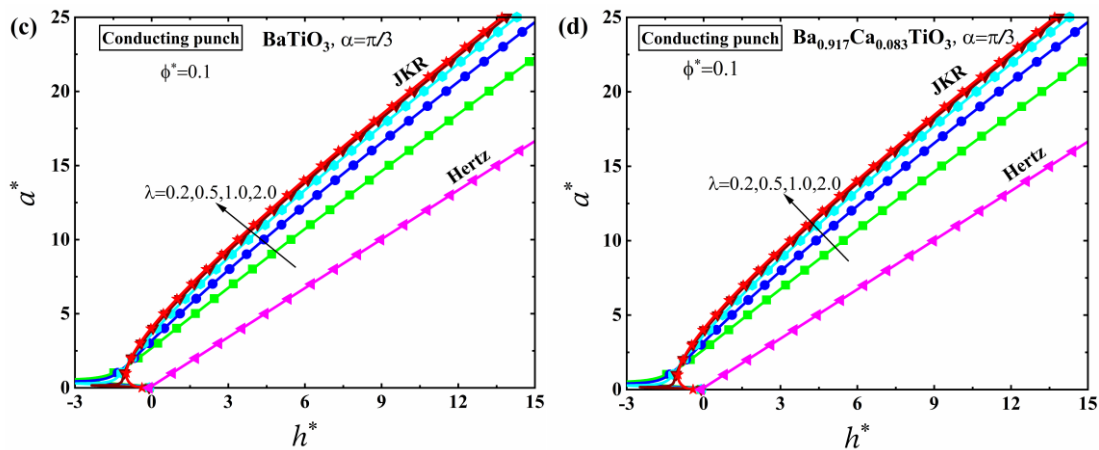 (c)
Conducting punch
BaTiO₃, α=π/3
ϕ*=0.1
JKR
Hertz
λ=0.2,0.5,1.0,2.0
25
20
15
10
5
0
-3 0 3 6 9 12 15
a*
h*
(d)
Conducting punch
Ba₀.₉₁₇Ca₀.₀₈₃TiO₃, α=π/3
ϕ*=0.1
JKR
Hertz
λ=0.2,0.5,1.0,2.0
25
20
15
10
5
0
-3 0 3 6 9 12 15
a*
h*